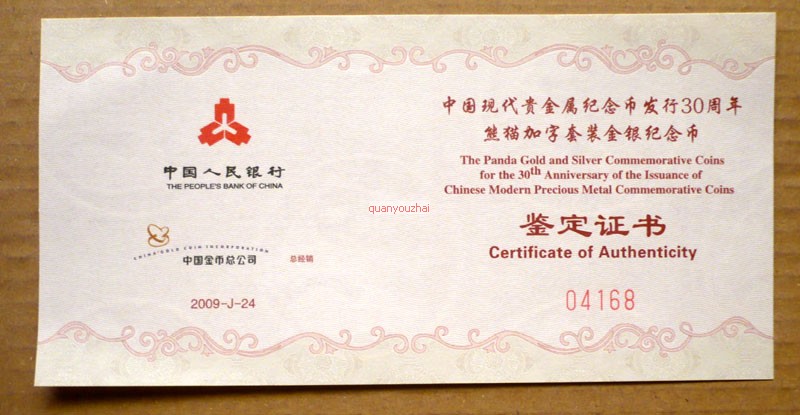 中国人民银行
THE PEOPLE'S BANK OF CHINA
CHINA GOLD COIN INCORPORATION
中国金币总公司 总经销
2009-J-24
中国现代贵金属纪念币发行30周年
熊猫加字套装金银纪念币
The Panda Gold and Silver Commemorative Coins
for the 30th Anniversary of the Issuance of
Chinese Modern Precious Metal Commemorative Coins
quanyouzhai
鉴定证书
Certificate of Authenticity
04168